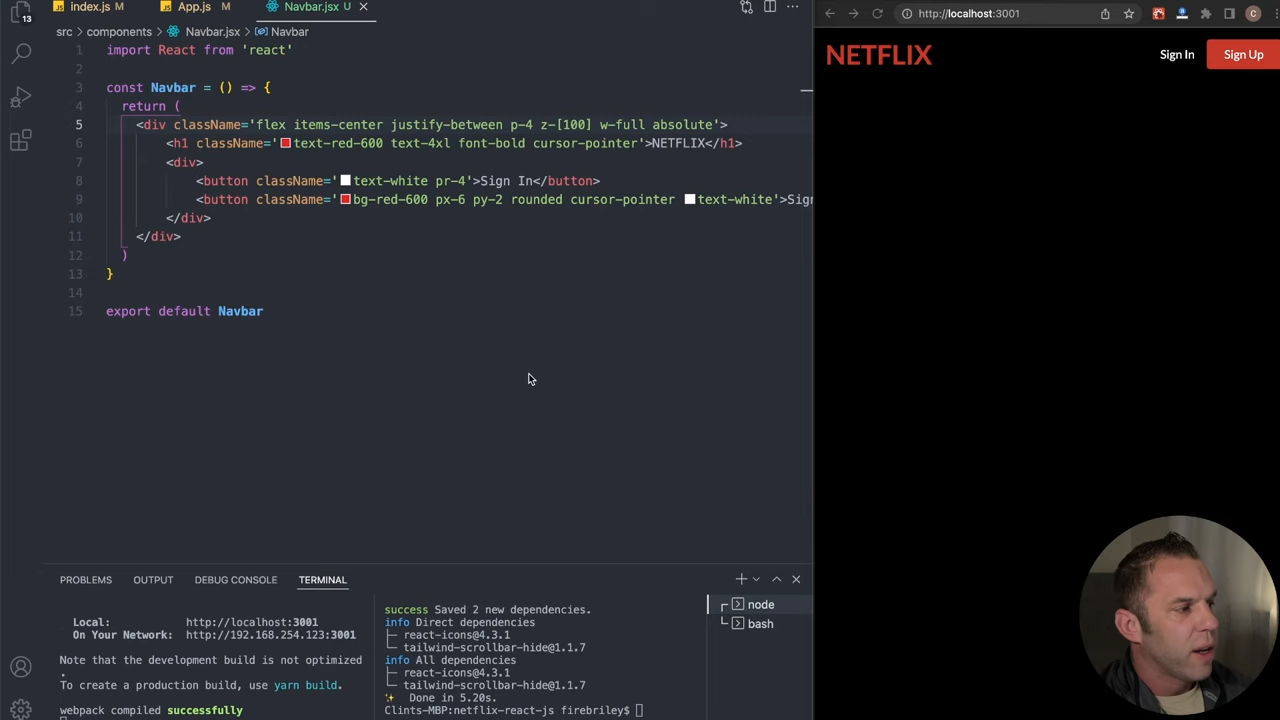 index.js M App.js M Navbar.jsx U
src > components > Navbar.jsx > Navbar
13
1 import React from 'react'
2
3 const Navbar = () => {
4 return (
5 <div className='flex items-center justify-between p-4 z-[100] w-full absolute'>
6 <h1 className='text-red-600 text-4xl font-bold cursor-pointer'>NETFLIX</h1>
7 <div>
8 <button className='text-white pr-4'>Sign In</button>
9 <button className='bg-red-600 px-6 py-2 rounded cursor-pointer text-white'>Sig
10 </div>
11 </div>
12 )
13 }
14
15 export default Navbar
http://localhost:3001
C
NETFLIX
Sign In
Sign Up
PROBLEMS OUTPUT DEBUG CONSOLE TERMINAL
Local: http://localhost:3001
On Your Network: http://192.168.254.123:3001
Note that the development build is not optimized
.
To create a production build, use yarn build.
webpack compiled successfully
success Saved 2 new dependencies.
info Direct dependencies
├─ react-icons@4.3.1
└─ tailwind-scrollbar-hide@1.1.7
info All dependencies
├─ react-icons@4.3.1
└─ tailwind-scrollbar-hide@1.1.7
✨ Done in 5.20s.
Clints-MBP:netflix-react-js firebriley$
node
bash